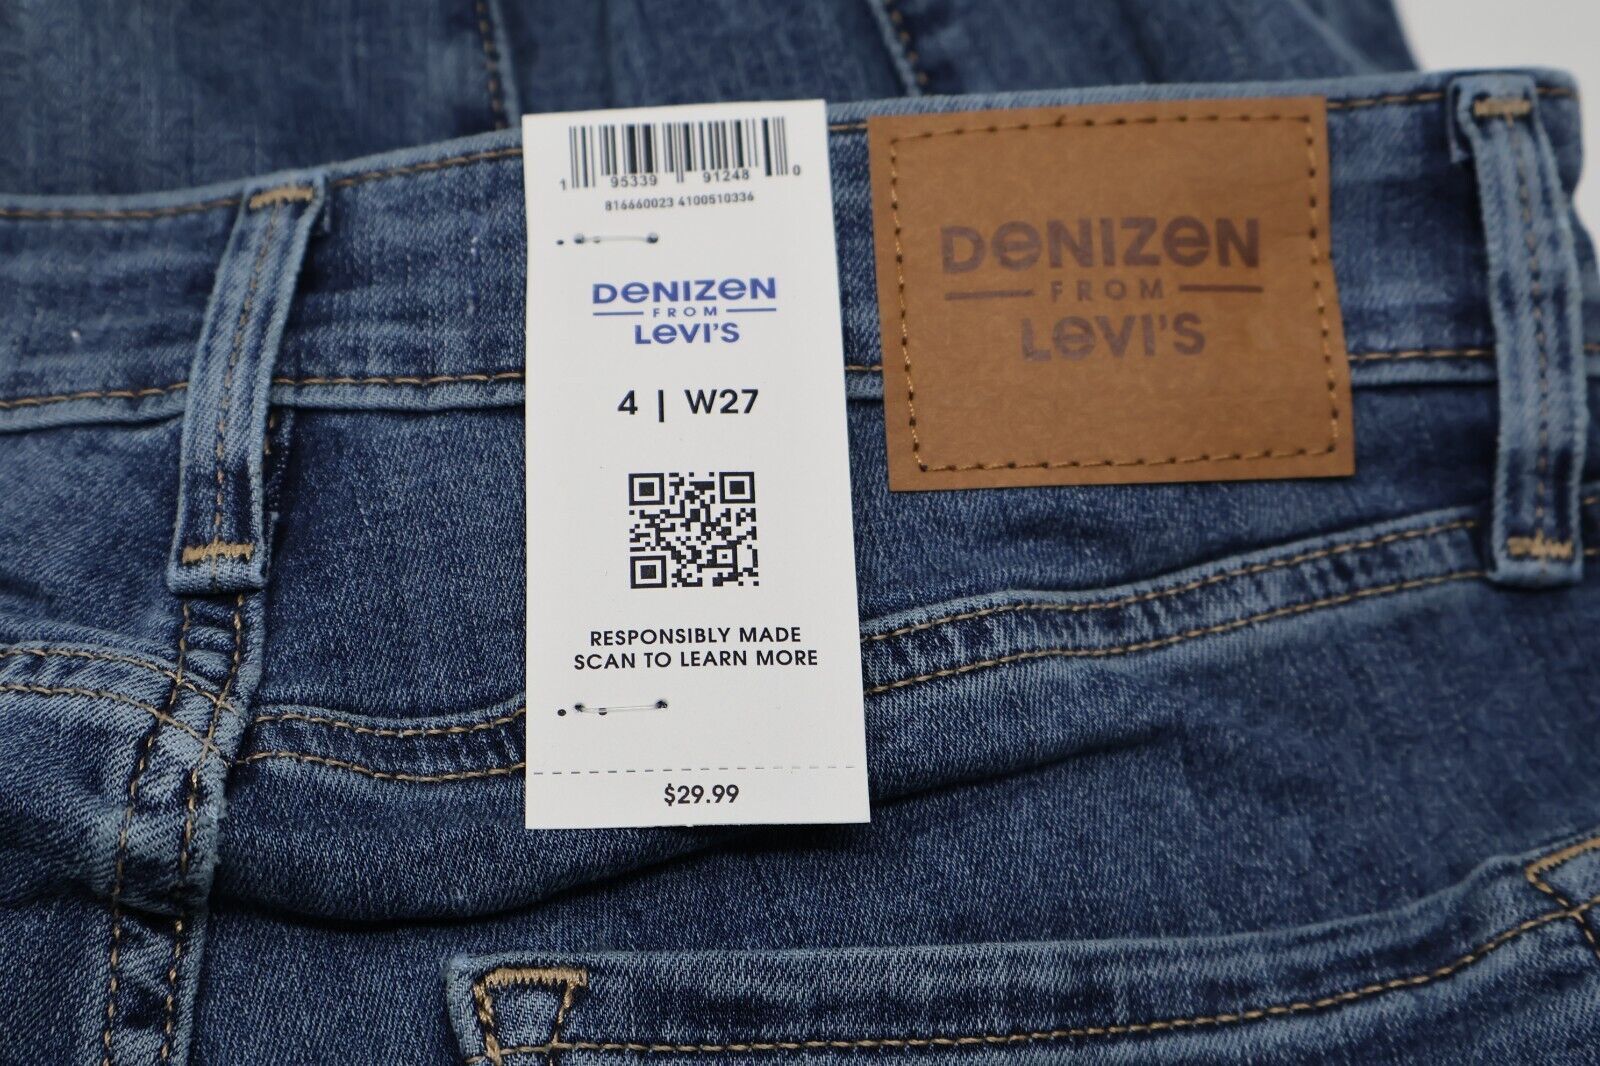 1 95339 91248 0
816660023 4100510336
DENIZEN
FROM
LEVI'S
4 | W27
RESPONSIBLY MADE
SCAN TO LEARN MORE
$29.99
DENIZEN
FROM
LEVI'S